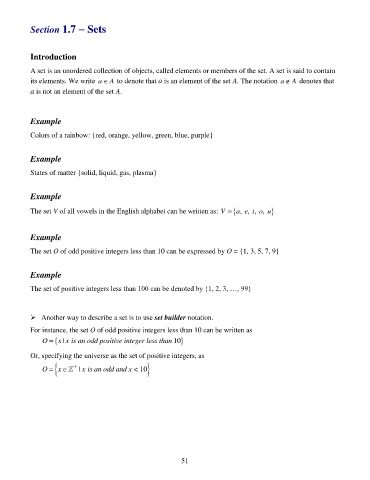 Section 1.7 – Sets
Introduction
A set is an unordered collection of objects, called elements or members of the set. A set is said to contain
its elements. We write a ∈ A to denote that a is an element of the set A. The notation a ∉ A denotes that
a is not an element of the set A.
Example
Colors of a rainbow: {red, orange, yellow, green, blue, purple}
Example
States of matter {solid, liquid, gas, plasma}
Example
The set V of all vowels in the English alphabet can be written as: V = {a, e, i, o, u}
Example
The set O of odd positive integers less than 10 can be expressed by O = {1, 3, 5, 7, 9}
Example
The set of positive integers less than 100 can be denoted by {1, 2, 3, …, 99}
➢ Another way to describe a set is to use set builder notation.
For instance, the set O of odd positive integers less than 10 can be written as
O = {x | x is an odd positive integer less than 10}
Or, specifying the universe as the set of positive integers, as
O = {x ∈ ℤ⁺ | x is an odd and x < 10}
51